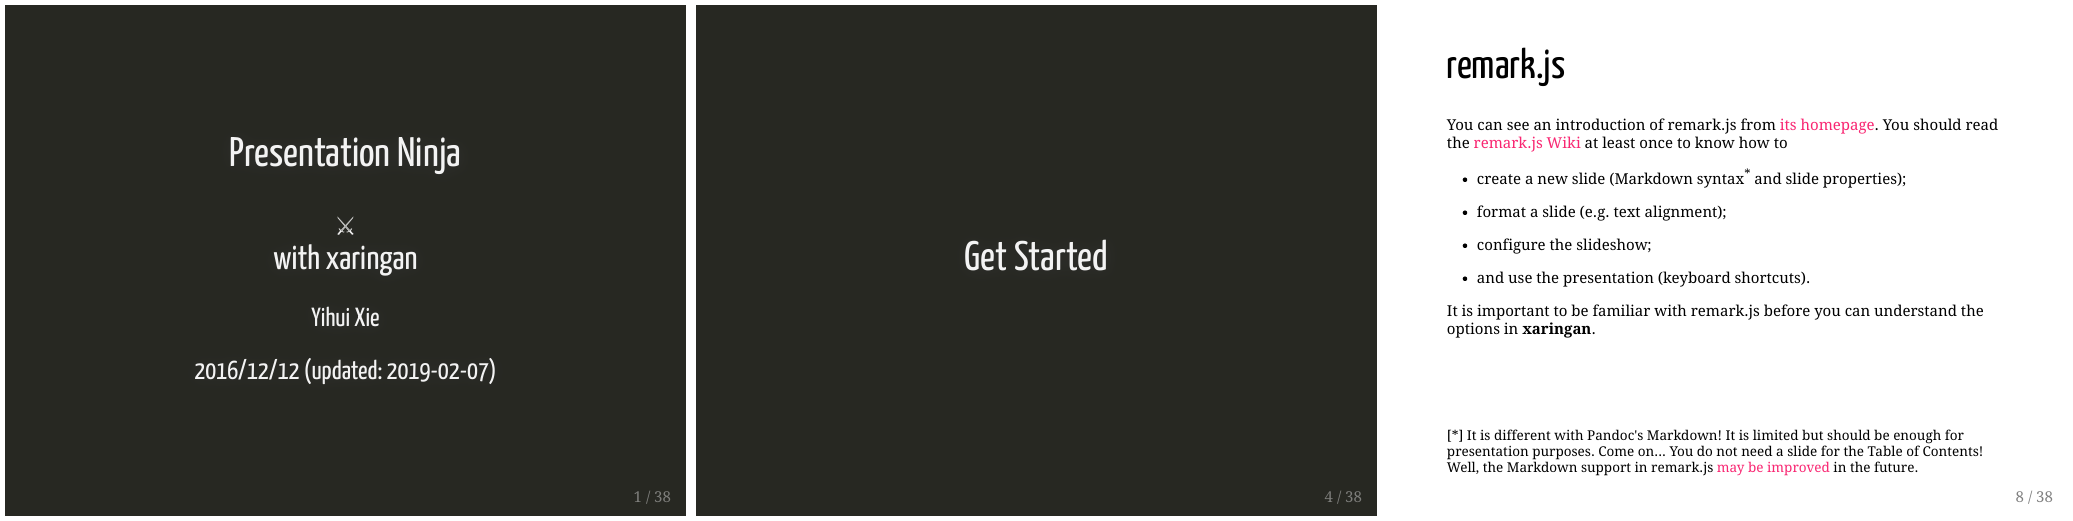 Presentation Ninja
⚔
with xaringan
Yihui Xie
2016/12/12 (updated: 2019-02-07)
1 / 38
Get Started
4 / 38
remark.js
You can see an introduction of remark.js from its homepage. You should read
the remark.js Wiki at least once to know how to
• create a new slide (Markdown syntax* and slide properties);
• format a slide (e.g. text alignment);
• configure the slideshow;
• and use the presentation (keyboard shortcuts).
It is important to be familiar with remark.js before you can understand the
options in xaringan.
[*] It is different with Pandoc's Markdown! It is limited but should be enough for
presentation purposes. Come on... You do not need a slide for the Table of Contents!
Well, the Markdown support in remark.js may be improved in the future.
8 / 38